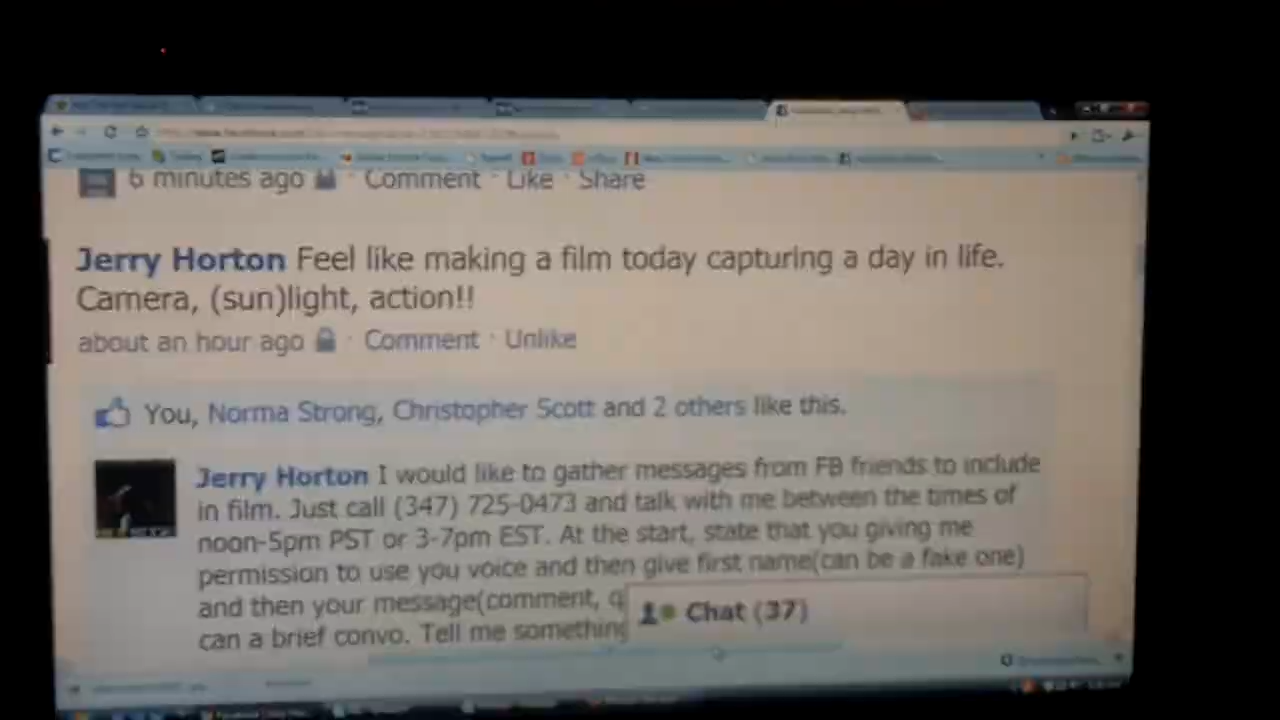 6 minutes ago · Comment · Like · Share
Jerry Horton Feel like making a film today capturing a day in life.
Camera, (sun)light, action!!
about an hour ago · Comment · Unlike
You, Norma Strong, Christopher Scott and 2 others like this.
Jerry Horton I would like to gather messages from FB friends to include
in film. Just call (347) 725-0473 and talk with me between the times of
noon-5pm PST or 3-7pm EST. At the start, state that you giving me
permission to use you voice and then give first name(can be a fake one)
and then your message(comment, q
can a brief convo. Tell me something
Chat (37)